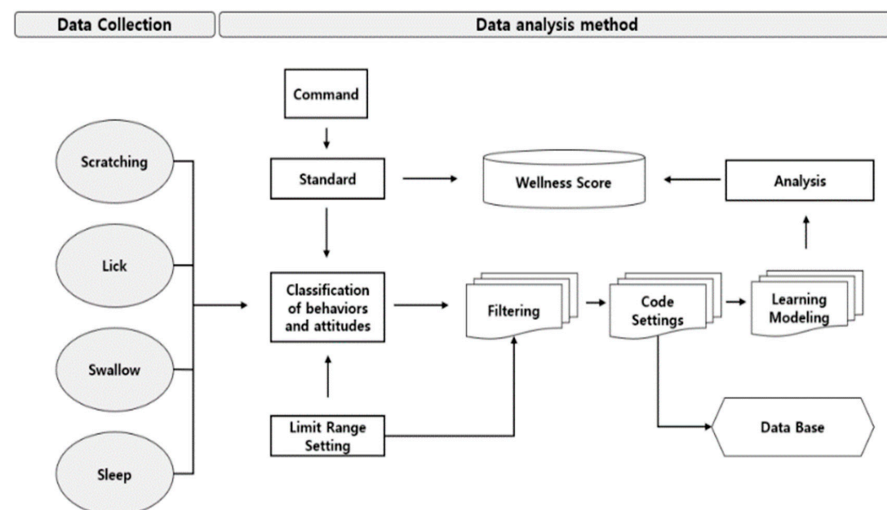 Data Collection
Data analysis method
Command
Scratching
Standard
Wellness Score
Analysis
Lick
Classification
of behaviors
and attitudes
Filtering
Code
Settings
Learning
Modeling
Swallow
Limit Range
Setting
Data Base
Sleep